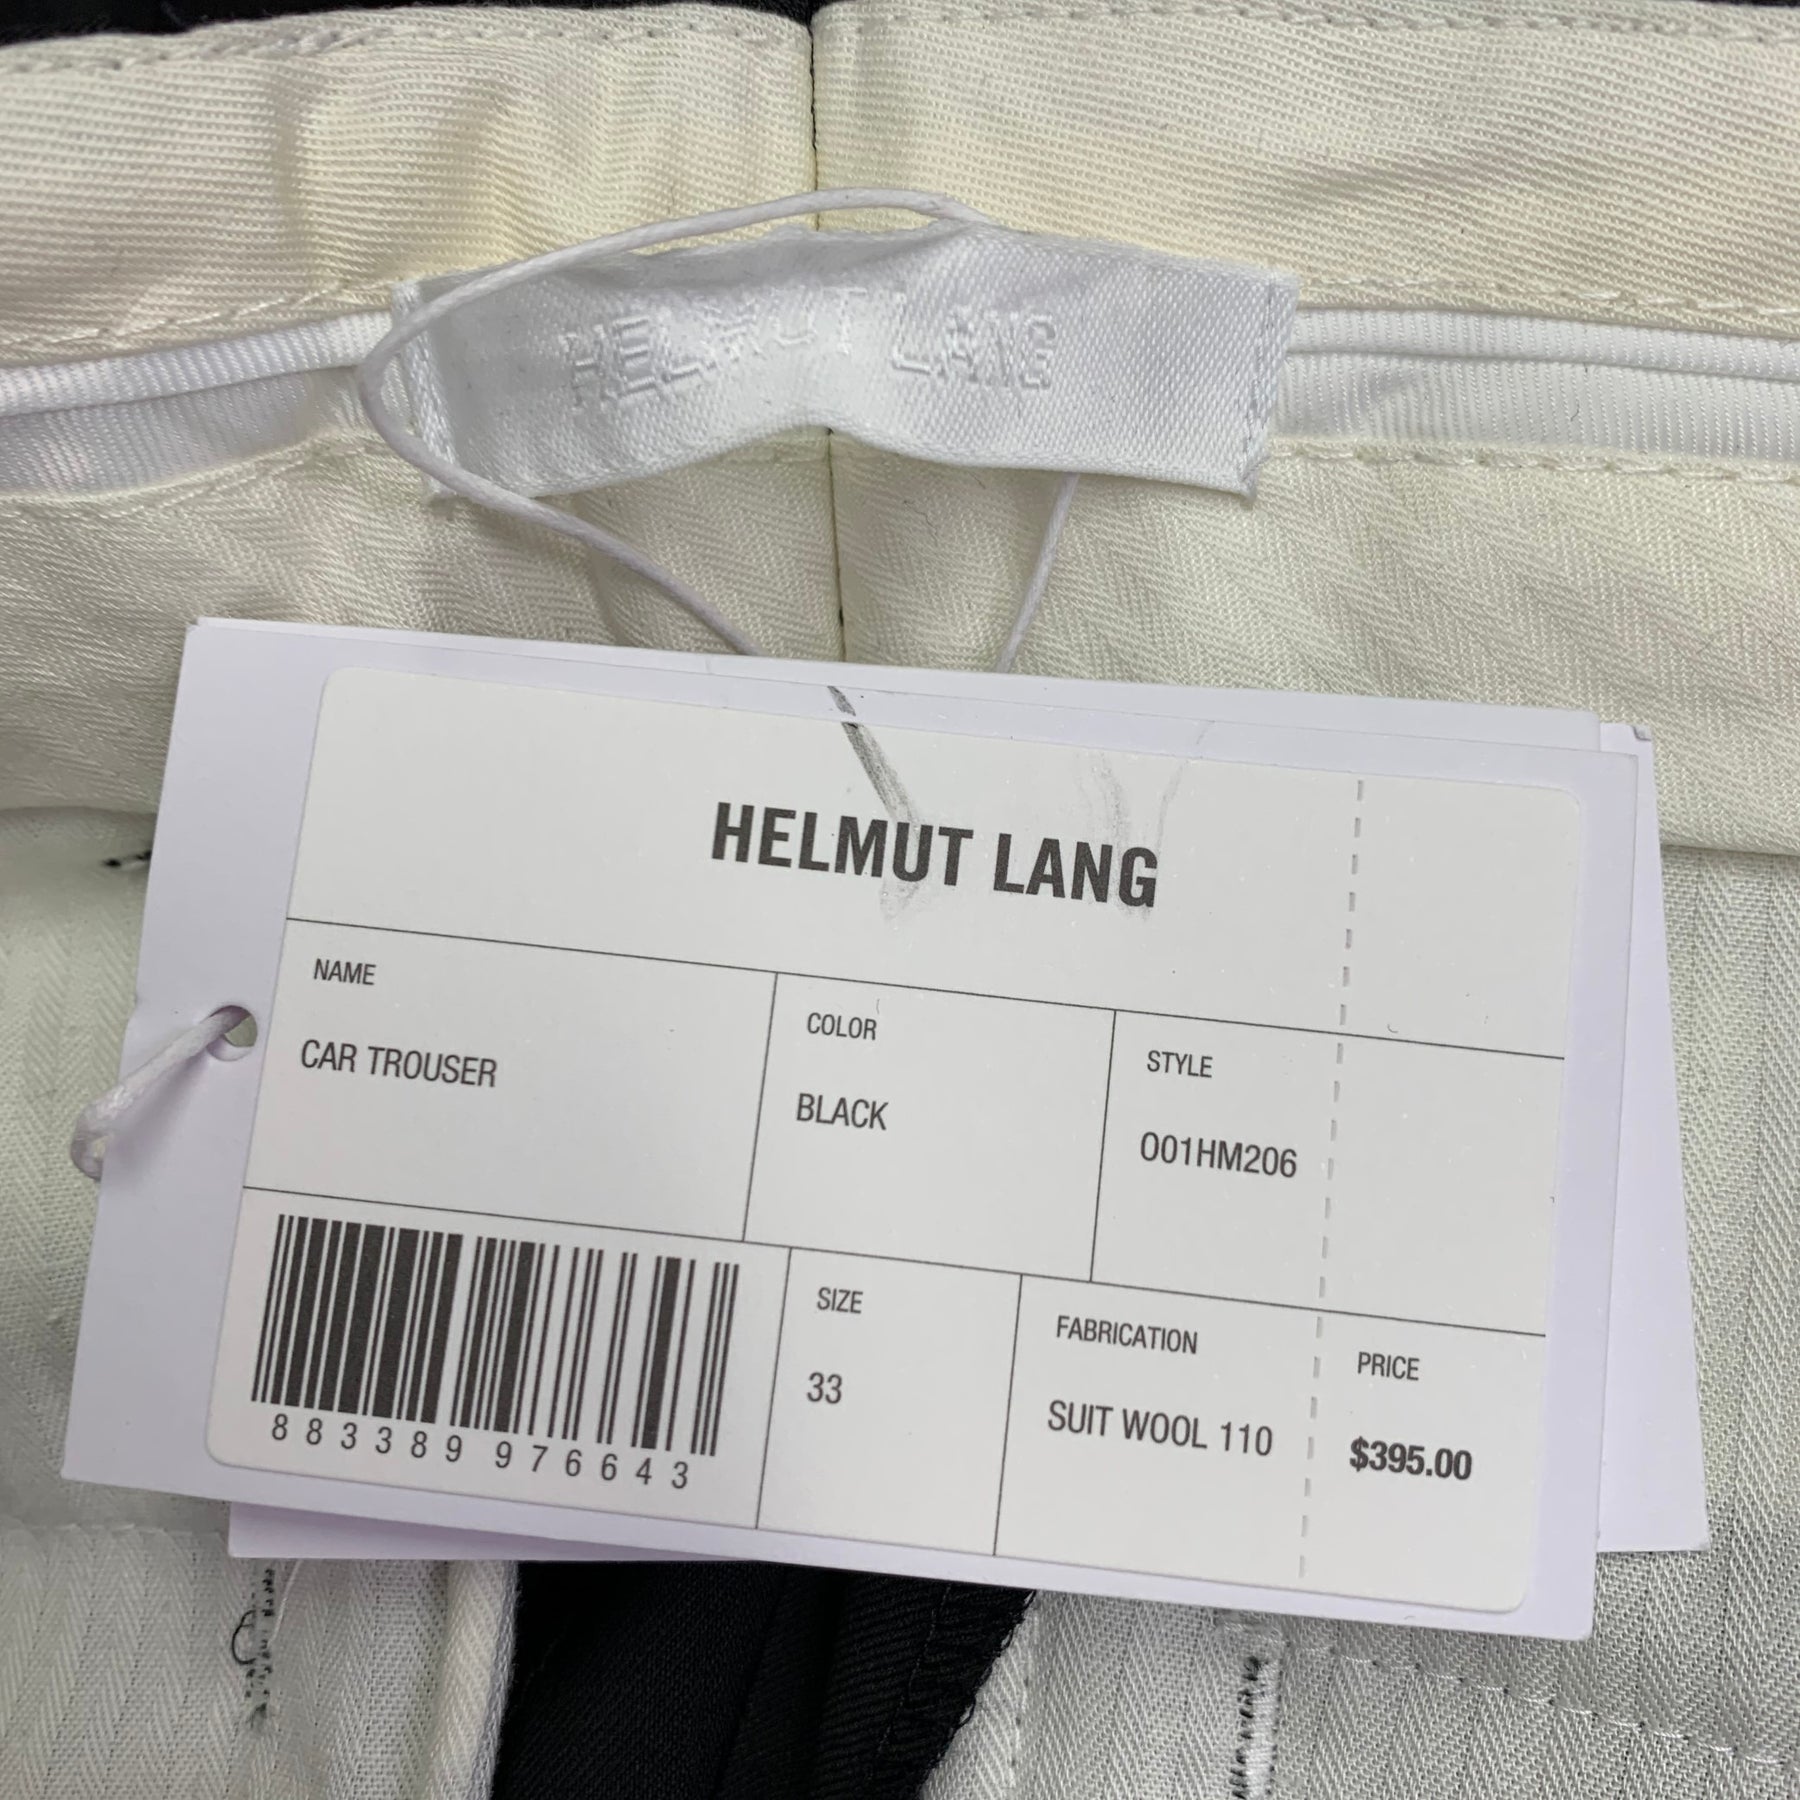 HELMUT LANG
HELMUT LANG
NAME
CAR TROUSER
COLOR
BLACK
STYLE
O01HM206
883389 976643
SIZE
33
FABRICATION
SUIT WOOL 110
PRICE
$395.00